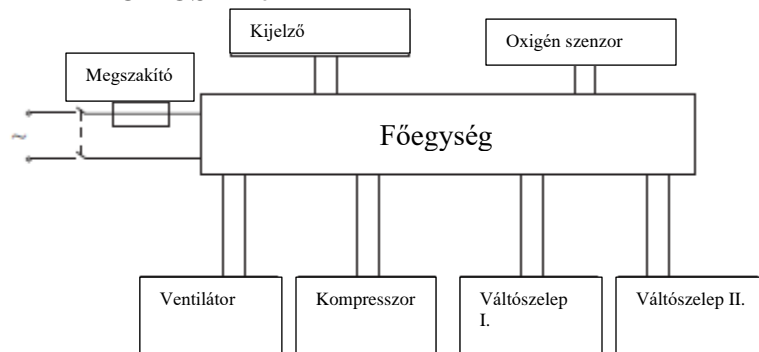 Kijelző
Oxigén szenzor
Megszakító
~
Főegység
Ventilátor
Kompresszor
Váltószelep
I.
Váltószelep II.